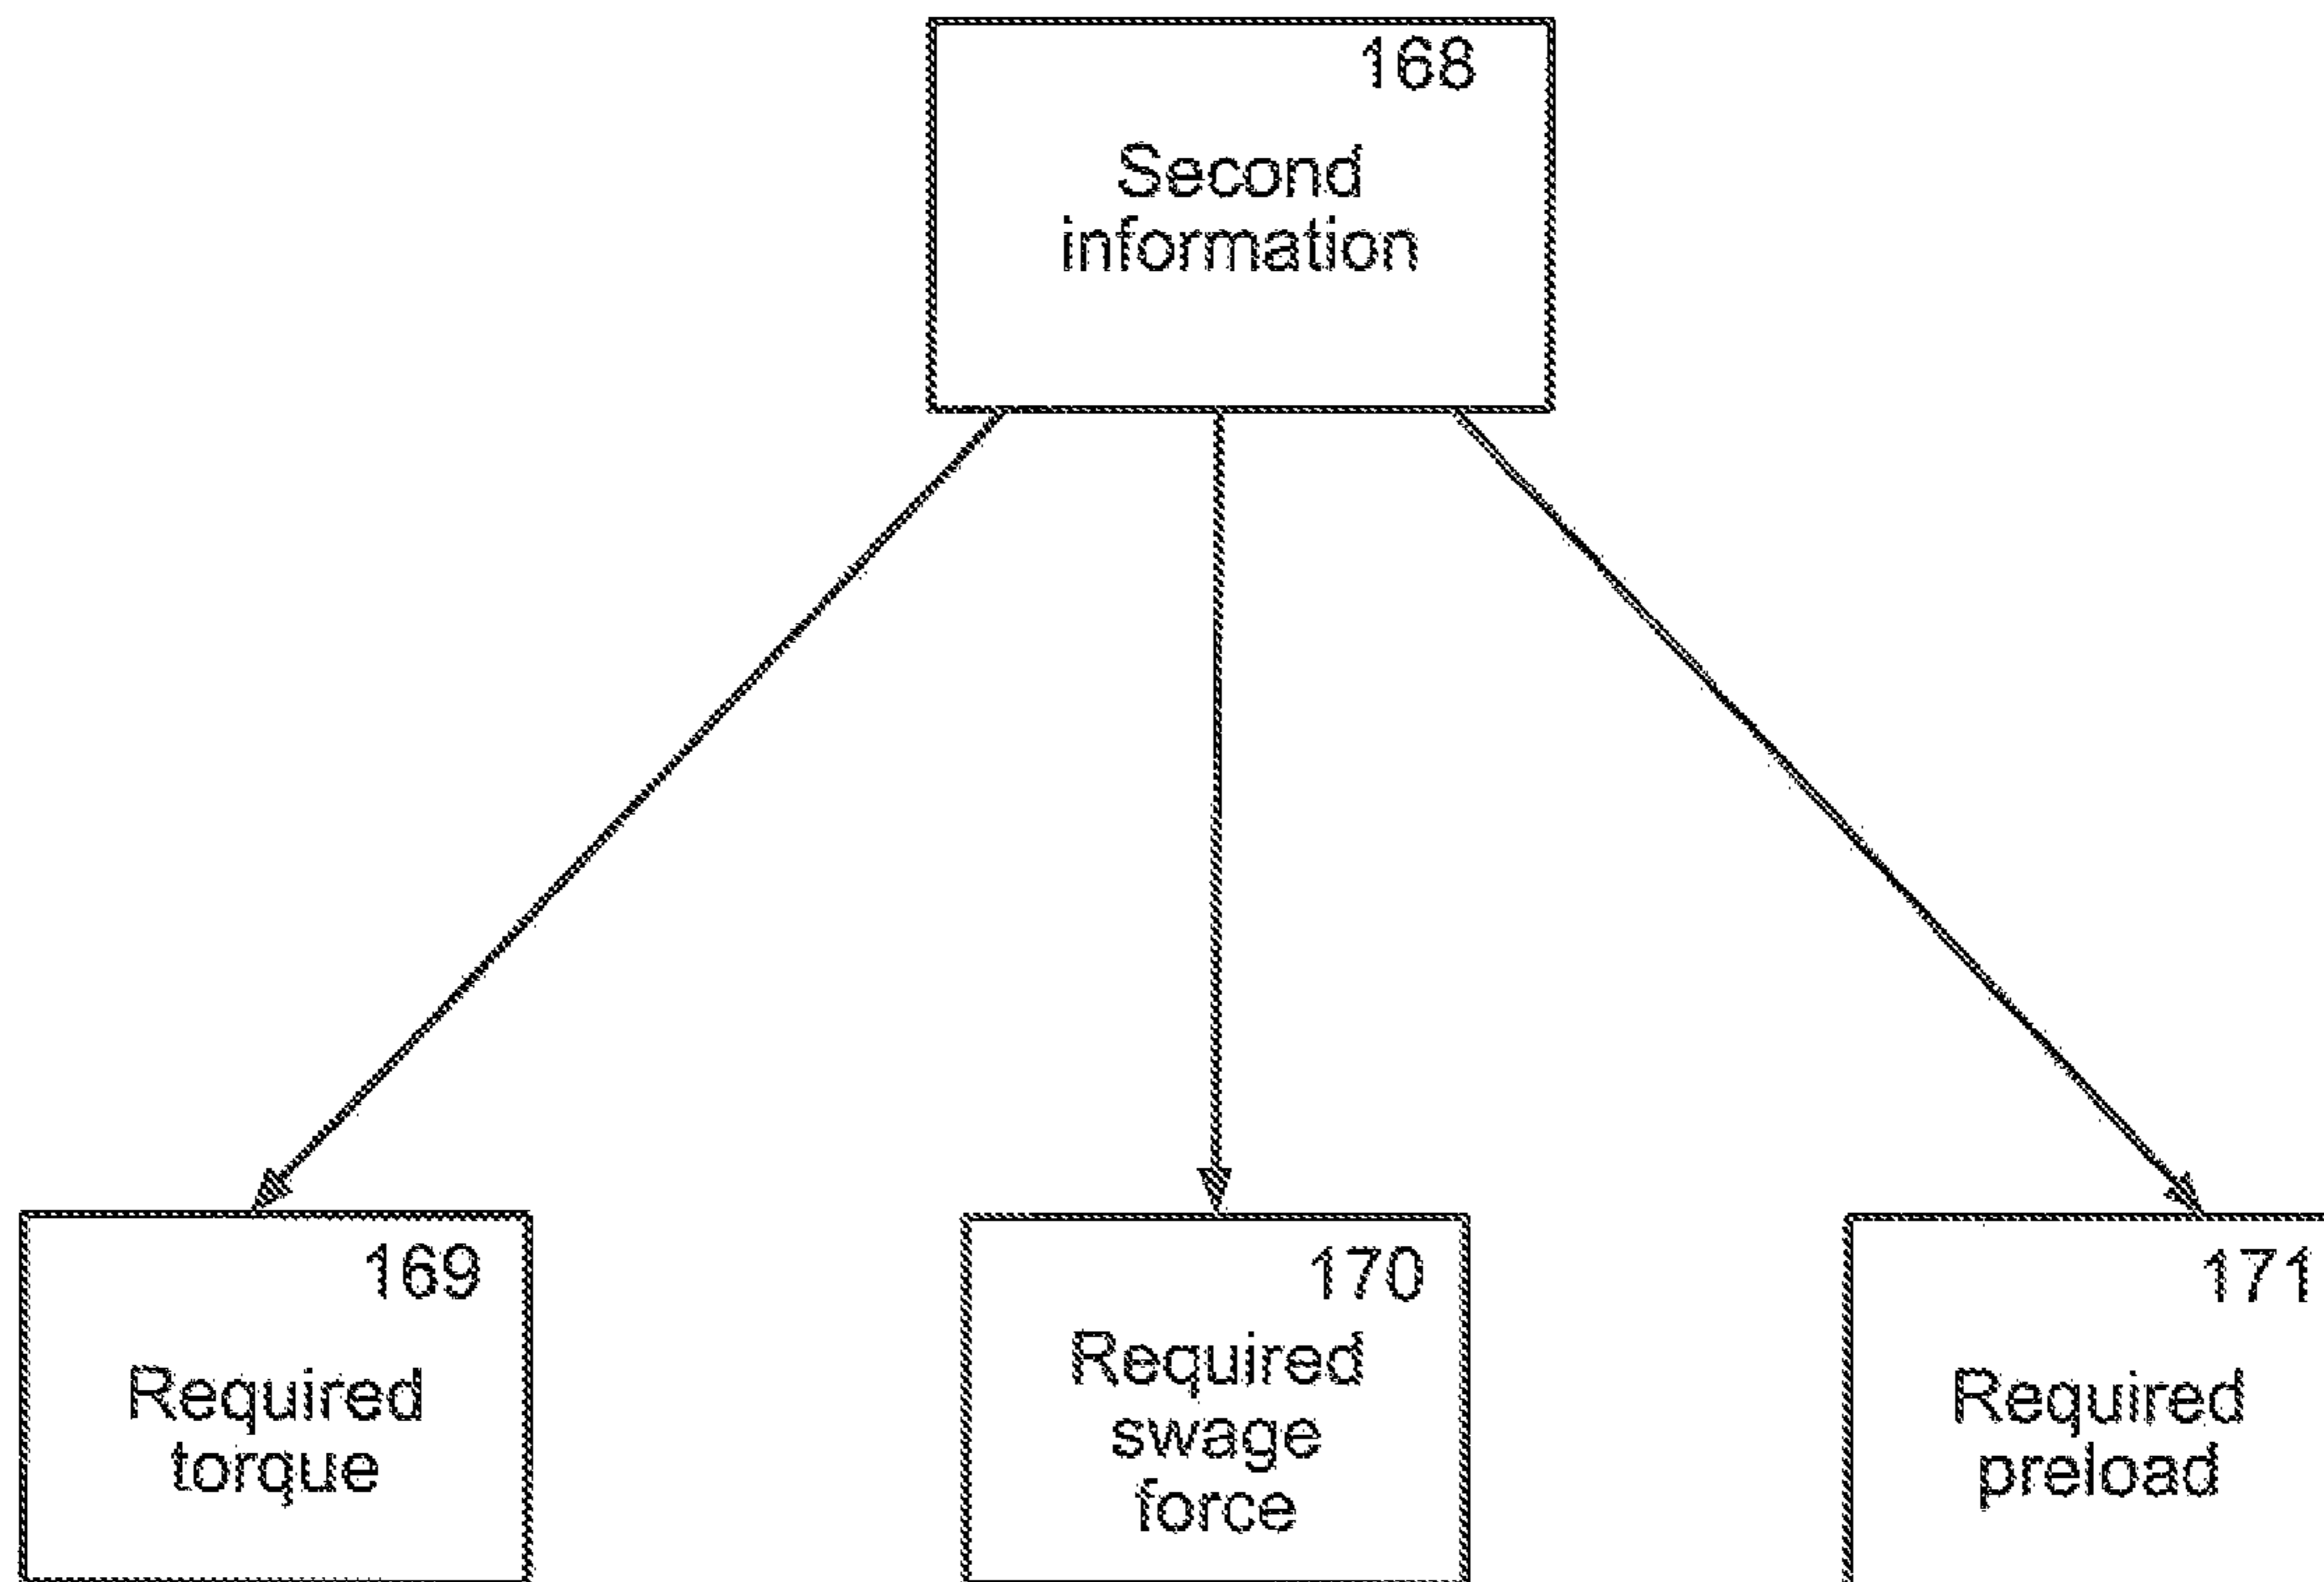 168
Second
information
169
Required
torque
170
Required
swage
force
171
Required
preload